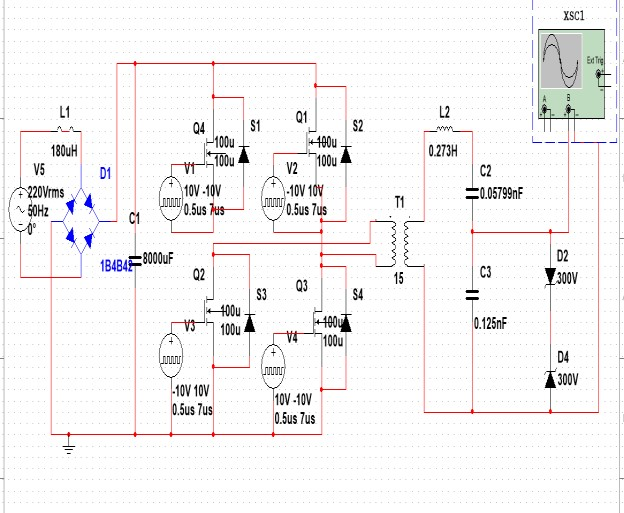 XSC1
Ext Trig
A
B
L1
180uH
V5
220Vrms
50Hz
0°
D1
1B4B42
C1
8000uF
Q4
100u
100u
S1
V1
10V -10V
0.5us 7us
Q1
100u
100u
S2
V2
-10V 10V
0.5us 7us
Q2
100u
100u
S3
V3
-10V 10V
0.5us 7us
Q3
100u
100u
S4
V4
10V -10V
0.5us 7us
T1
15
L2
0.273H
C2
0.05799nF
C3
0.125nF
D2
300V
D4
300V